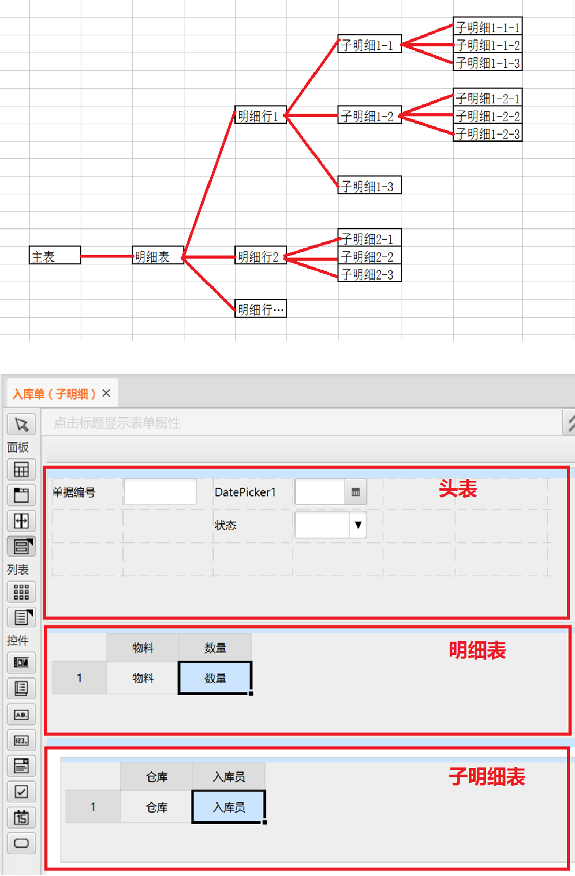 子明细1-1-1
子明细1-1
子明细1-1-2
子明细1-1-3
子明细1-2-1
明细行1
子明细1-2
子明细1-2-2
子明细1-2-3
子明细1-3
子明细2-1
主表
明细表
明细行2
子明细2-2
子明细2-3
明细行…
入库单（子明细）
点击标题显示表单属性
面板
头表
单据编号
DatePicker1
状态
列表
控件
明细表
物料 数量
1 物料 数量
AB
123
15
子明细表
仓库 入库员
1 仓库 入库员